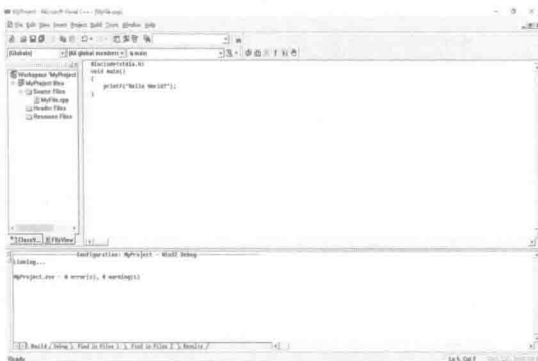 MyProject - Microsoft Visual C++ - [MyFile.cpp]
File Edit View Insert Project Build Tools Window Help
(Globals) (All global members) main
Workspace 'MyProject
MyProject files
Source Files
MyFile.cpp
Header Files
Resource Files
ClassV... FileView
#include<stdio.h>
void main()
{
printf("Hello World!");
}
Configuration: MyProject - Win32 Debug
Linking...
MyProject.exe - 0 error(s), 0 warning(s)
Build Debug Find in Files 1 Find in Files 2 Results
Ready
Ln 5, Col 2